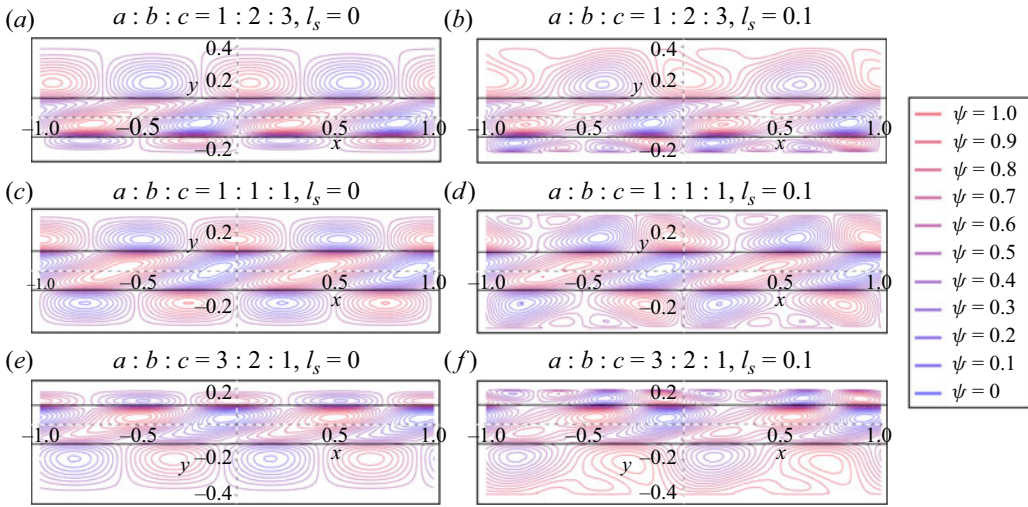 (a) a : b : c = 1 : 2 : 3, l_s = 0
0.4
y 0.2
−1.0 −0.5 0.5 1.0
x
−0.2
(b) a : b : c = 1 : 2 : 3, l_s = 0.1
0.4
y 0.2
−1.0 −0.5 0.5 1.0
x
−0.2
(c) a : b : c = 1 : 1 : 1, l_s = 0
0.2
y
−1.0 −0.5 0.5 1.0
x
−0.2
(d) a : b : c = 1 : 1 : 1, l_s = 0.1
0.2
y
−1.0 −0.5 0.5 1.0
x
−0.2
(e) a : b : c = 3 : 2 : 1, l_s = 0
0.2
−1.0 −0.5 0.5 1.0
x
y −0.2
−0.4
(f) a : b : c = 3 : 2 : 1, l_s = 0.1
0.2
−1.0 −0.5 0.5 1.0
x
y −0.2
−0.4
ψ = 1.0
ψ = 0.9
ψ = 0.8
ψ = 0.7
ψ = 0.6
ψ = 0.5
ψ = 0.4
ψ = 0.3
ψ = 0.2
ψ = 0.1
ψ = 0